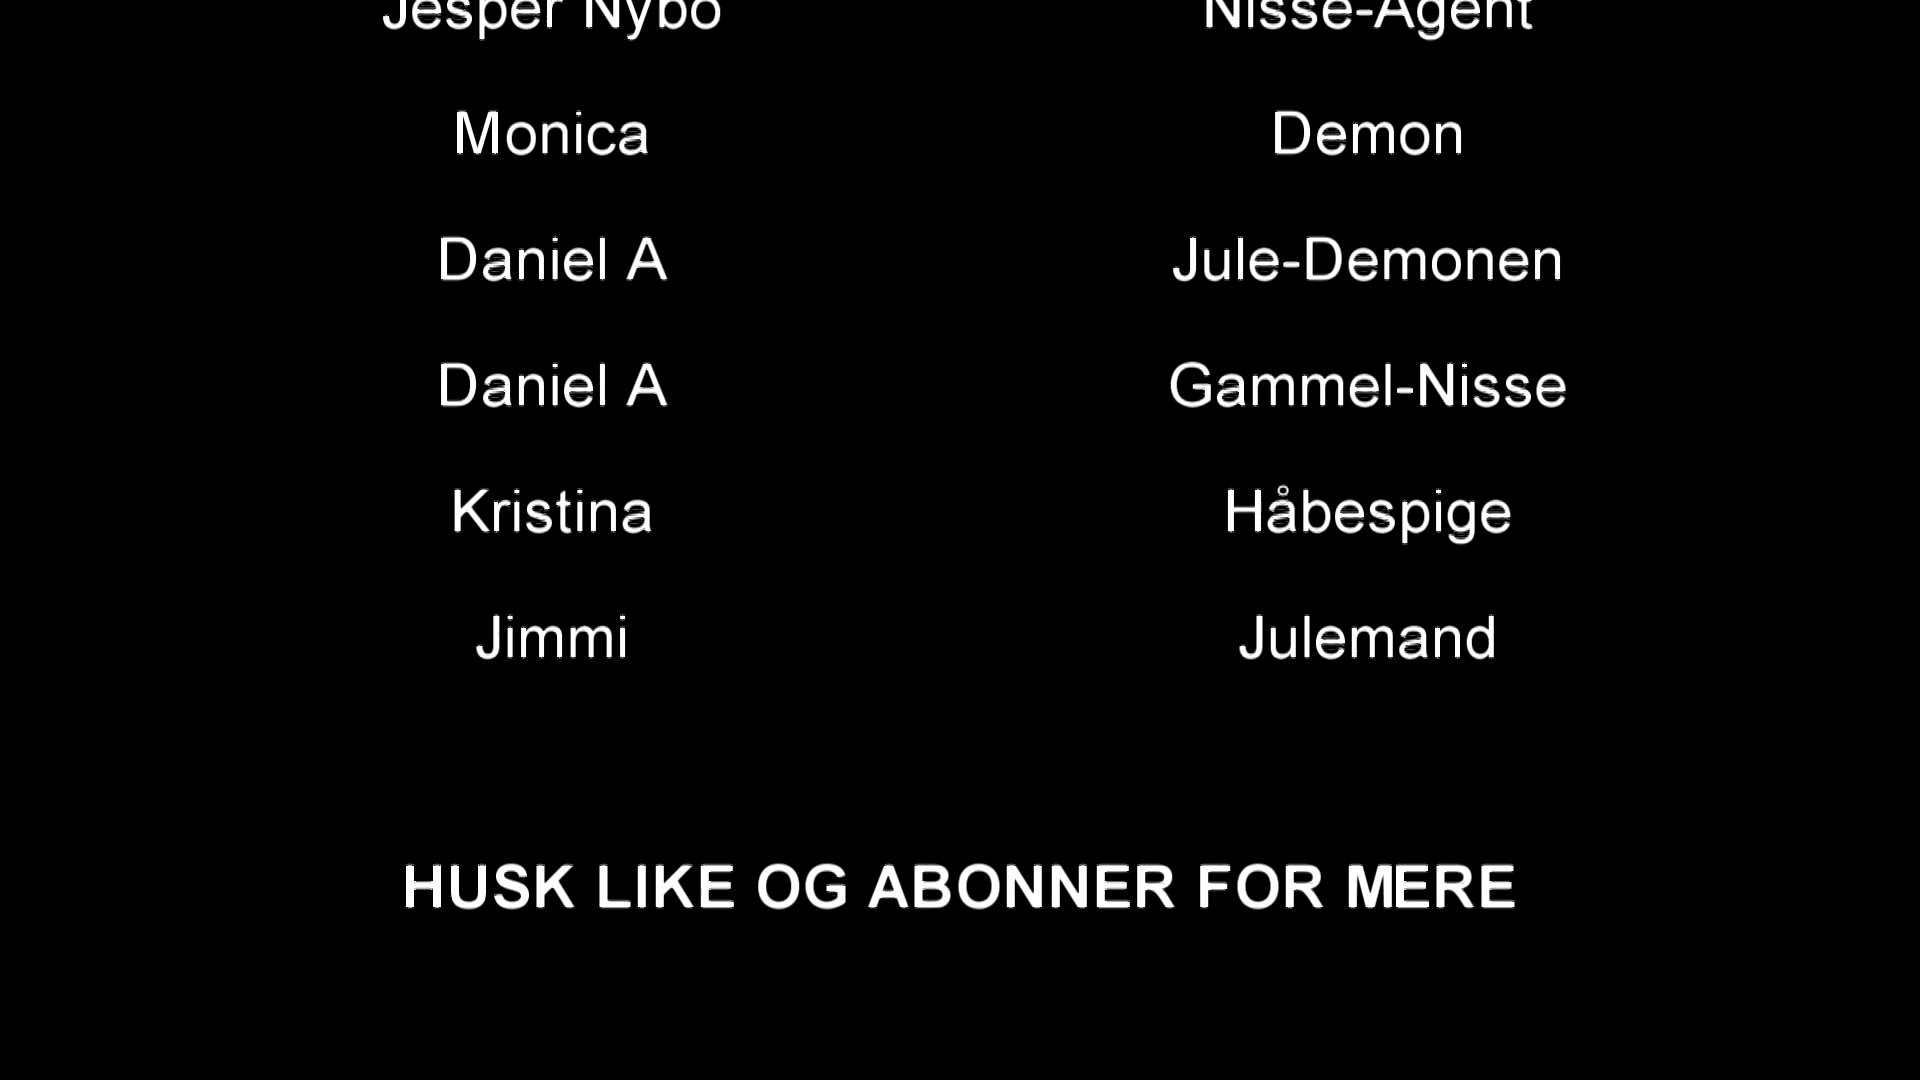 Jesper Nybo Nisse-Agent
Monica Demon
Daniel A Jule-Demonen
Daniel A Gammel-Nisse
Kristina Håbespige
Jimmi Julemand
HUSK LIKE OG ABONNER FOR MERE